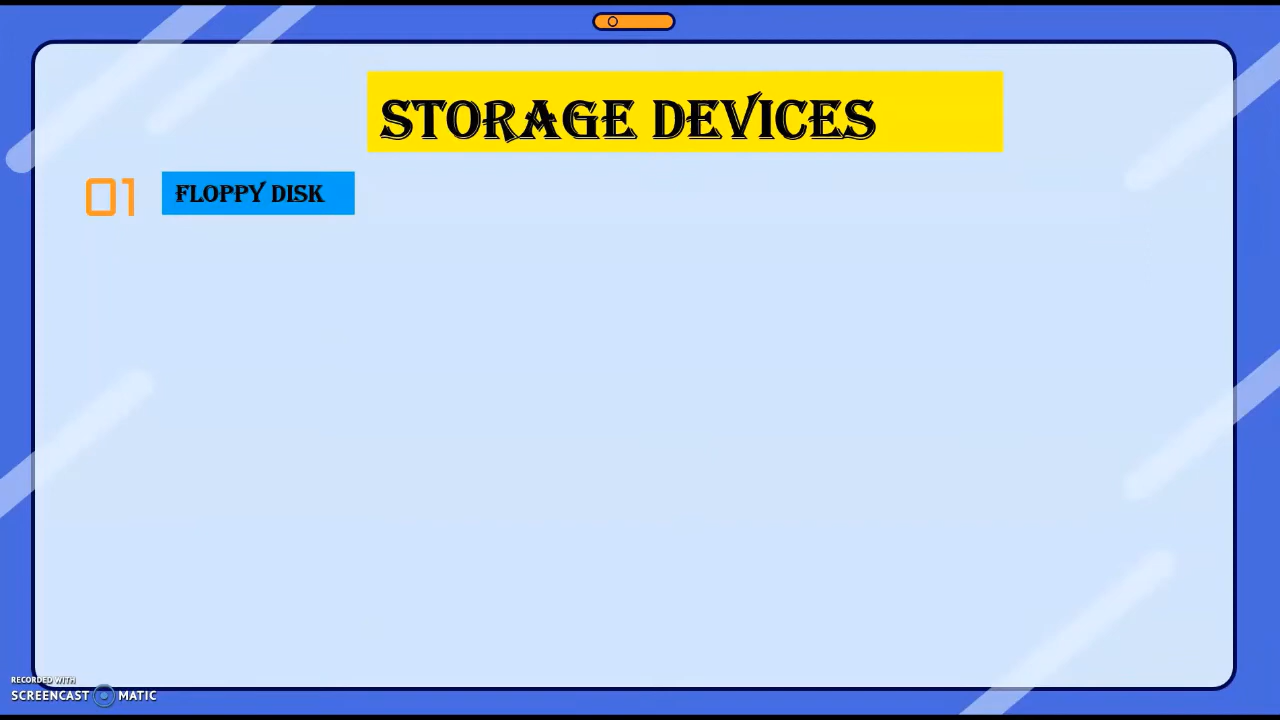 STORAGE DEVICES
01 FLOPPY DISK
RECORDED WITH
SCREENCAST MATIC